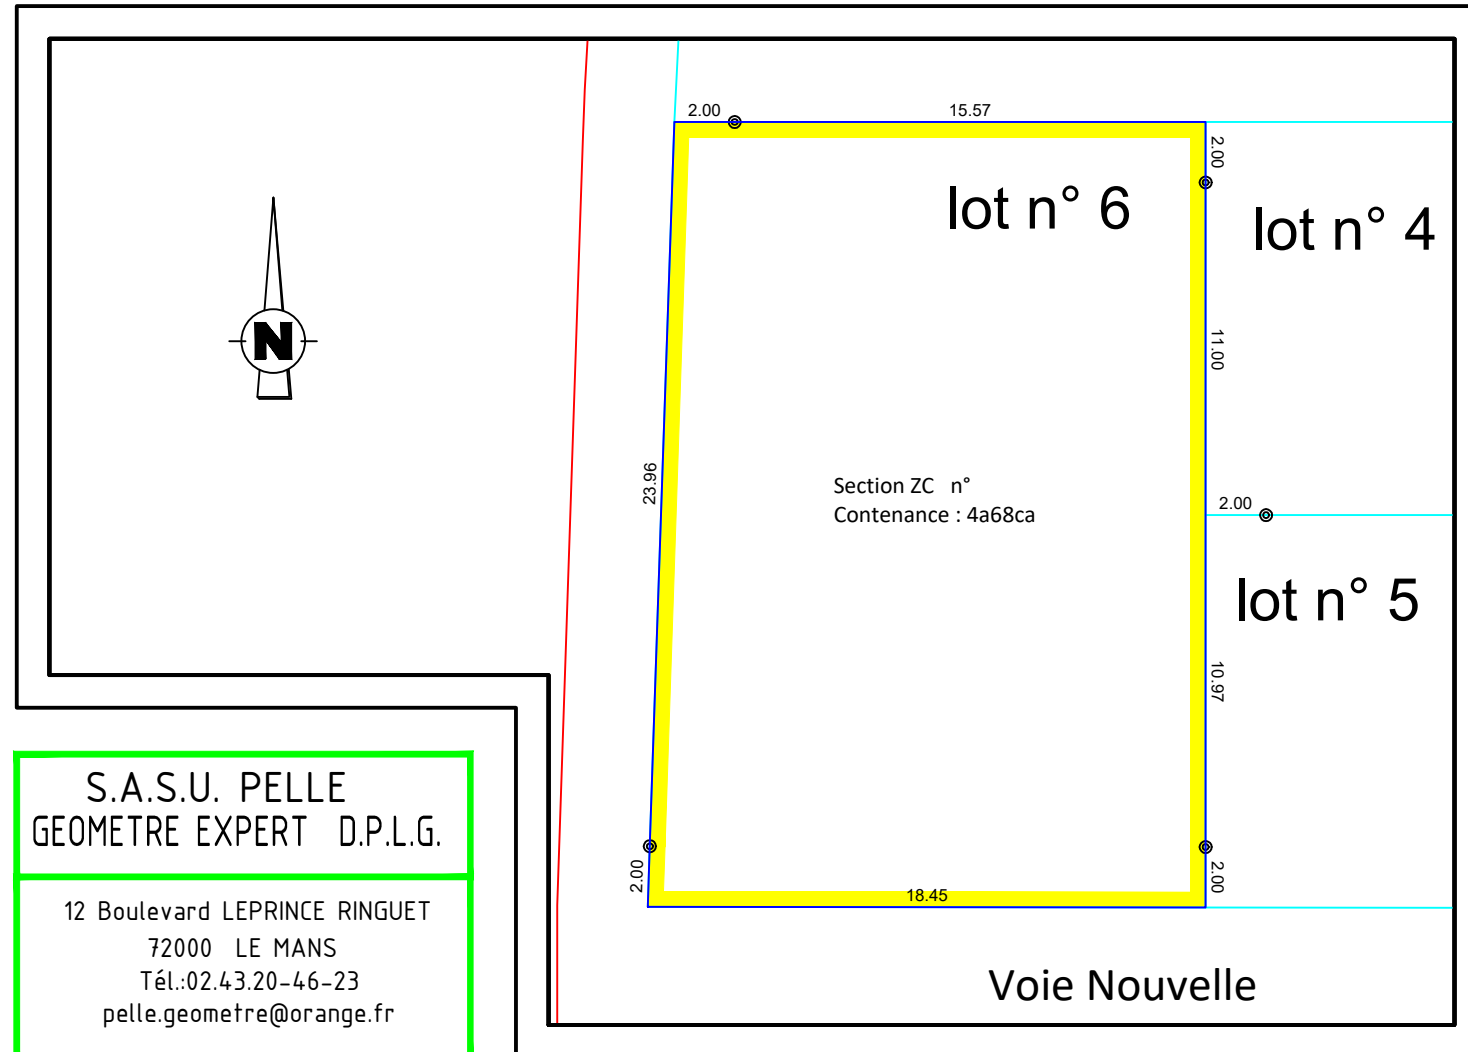 2.00
15.57
2.00
lot n° 6
lot n° 4
11.00
N
23.96
Section ZC n°
Contenance : 4a68ca
2.00
lot n° 5
10.97
S.A.S.U. PELLE
GEOMETRE EXPERT D.P.L.G.
2.00
2.00
18.45
12 Boulevard LEPRINCE RINGUET
72000 LE MANS
Tél.:02.43.20-46-23
pelle.geometre@orange.fr
Voie Nouvelle